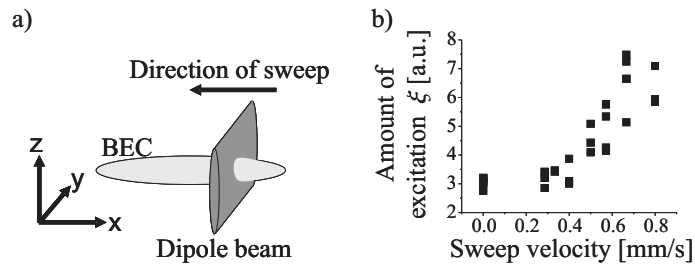 a)
Direction of sweep
BEC
z
y
x
Dipole beam
b)
Amount of
excitation ξ [a.u.]
8
7
6
5
4
3
2
0.0 0.2 0.4 0.6 0.8
Sweep velocity [mm/s]